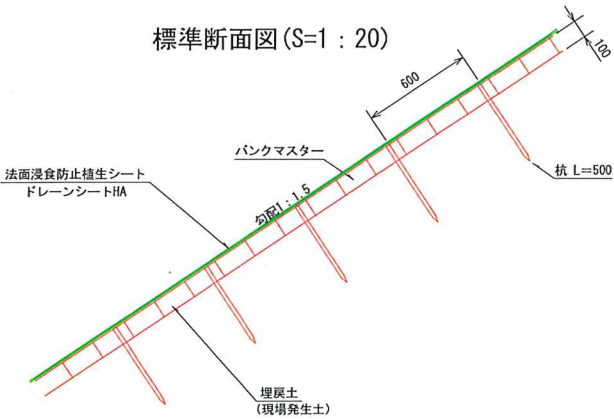 標準断面図(S=1:20)
100
600
バンクマスター
杭 L=500
法面浸食防止植生シート
ドレーンシートHA
勾配1:1.5
埋戻土
(現場発生土)